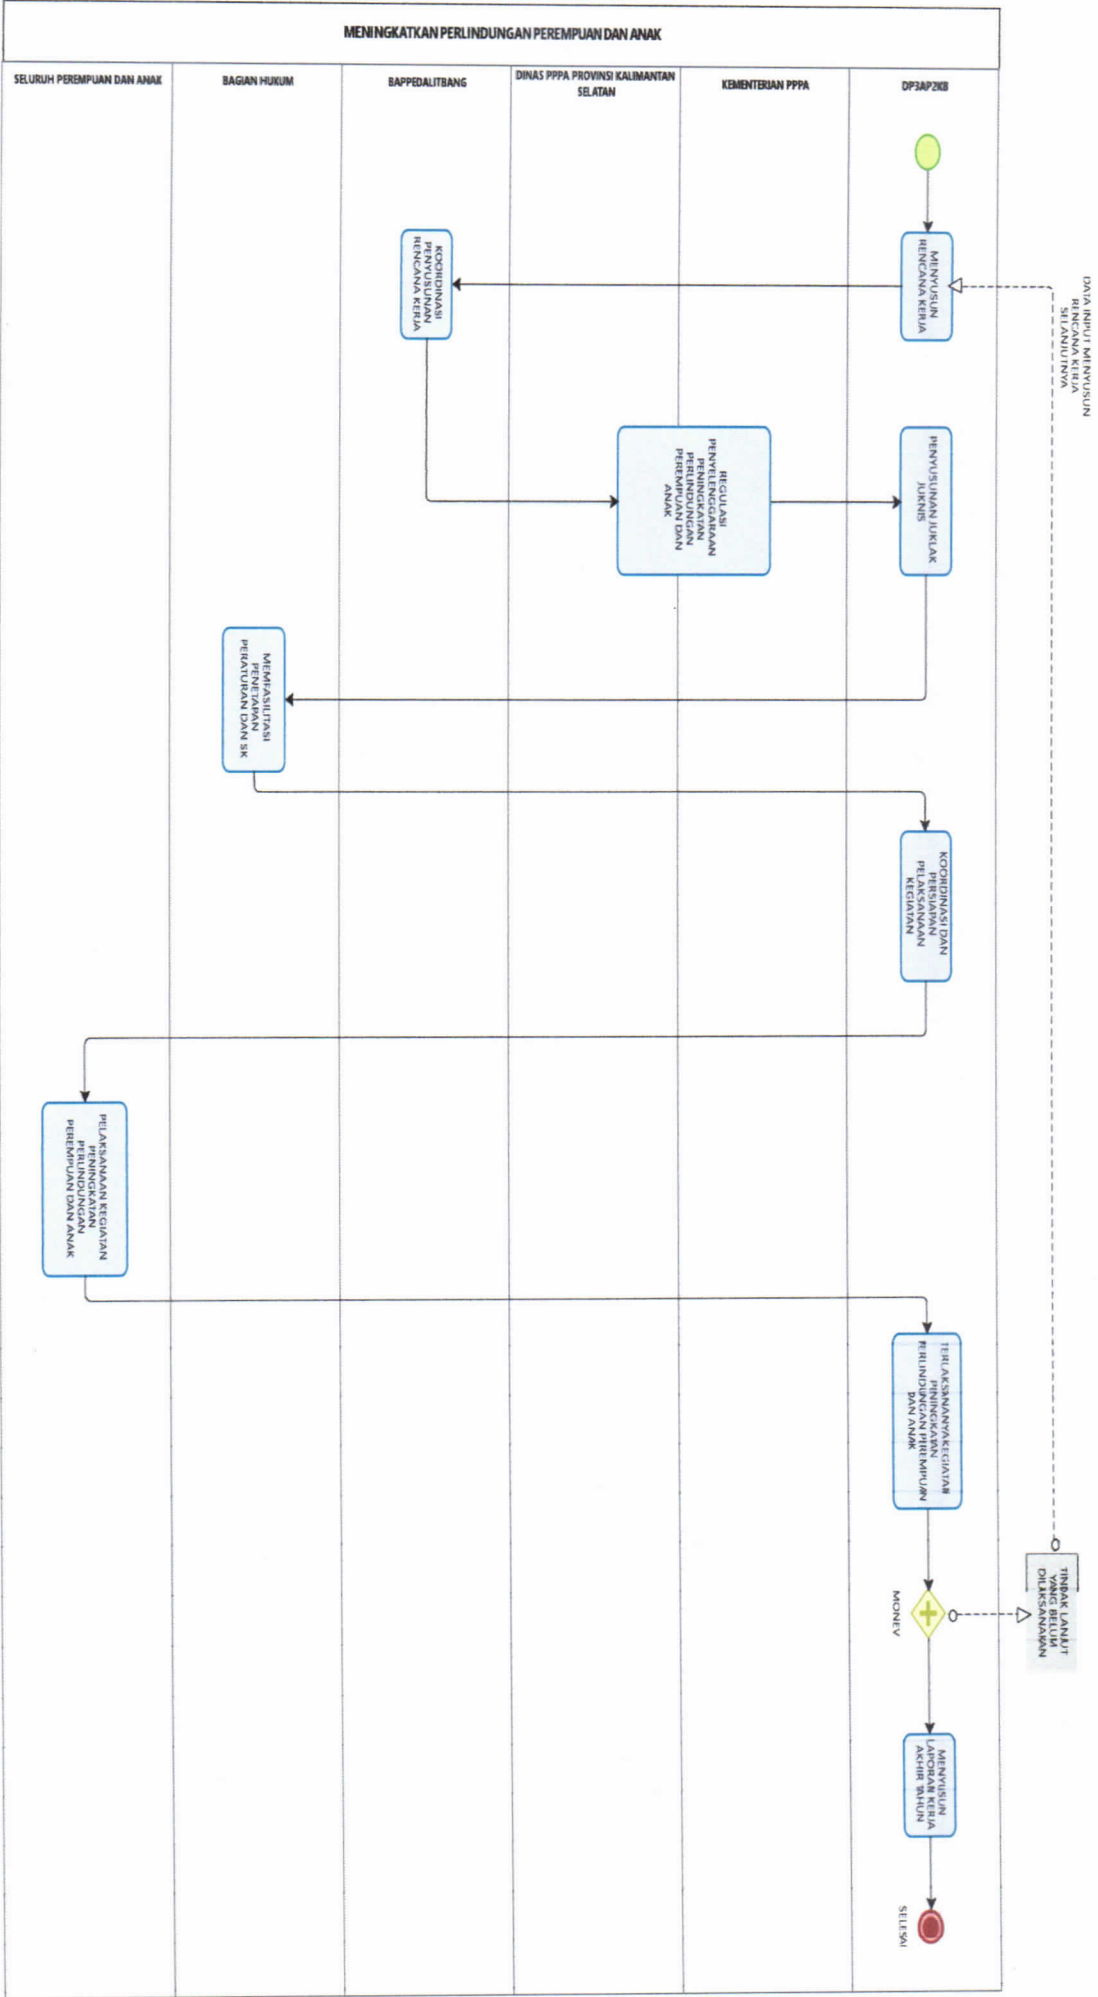 MENINGKATKAN PERLINDUNGAN PEREMPUAN DAN ANAK
SELURUH PEREMPUAN DAN ANAK
BAGIAN HUKUM
BAPPEDALITBANG
DINAS PPPA PROVINSI KALIMANTAN
SELATAN
KEMENTERIAN PPPA
DP3AP2KB
DATA INPUT MENYUSUN
RENCANA KERJA
SELANJUTNYA
MENYUSUN
RENCANA KERJA
KOORDINASI
PENYUSUNAN
RENCANA KERJA
REGULASI
PENYELENGGARAAN
PENINGKATAN
PERLINDUNGAN
PEREMPUAN DAN
ANAK
PENYUSUNAN JUKLAK
JUKNIS
MEMFASILITASI
PENETAPAN
PERATURAN DAN SK
KOORDINASI DAN
PERSIAPAN
PELAKSANAAN
KEGIATAN
PELAKSANAAN KEGIATAN
PENINGKATAN
PERLINDUNGAN
PEREMPUAN DAN ANAK
TERLAKSANANYA KEGIATAN
PENINGKATAN
PERLINDUNGAN PEREMPUAN
DAN ANAK
MONEV
TINDAK LANJUT
YANG BELUM
DILAKSANAKAN
MENYUSUN
LAPORAN KERJA
AKHIR TAHUN
SELESAI